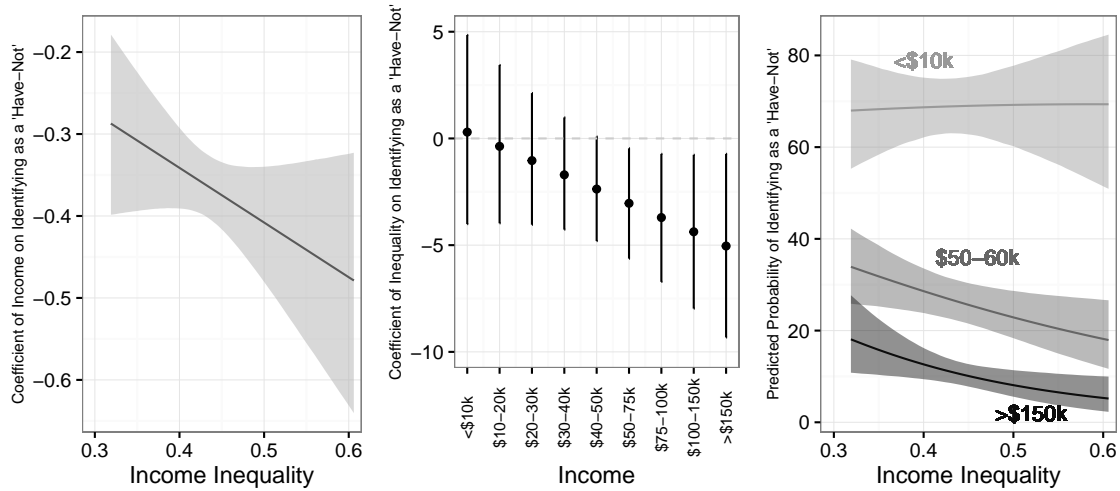 Coefficient of Income on Identifying as a 'Have−Not'
−0.2
−0.3
−0.4
−0.5
−0.6
0.3 0.4 0.5 0.6
Income Inequality
Coefficient of Inequality on Identifying as a 'Have−Not'
5
0
−5
−10
<$10k
$10−20k
$20−30k
$30−40k
$40−50k
$50−75k
$75−100k
$100−150k
>$150k
Income
Predicted Probability of Identifying as a 'Have−Not'
80
60
40
20
0
<$10k
$50−60k
>$150k
0.3 0.4 0.5 0.6
Income Inequality